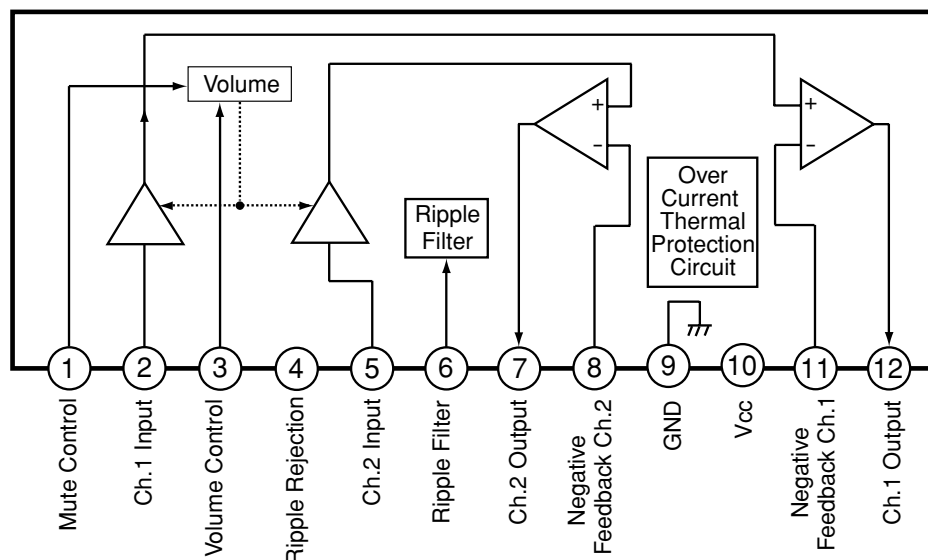 Volume
+
−
+
−
Over
Current
Thermal
Protection
Circuit
Ripple
Filter
1
2
3
4
5
6
7
8
9
10
11
12
Mute Control
Ch.1 Input
Volume Control
Ripple Rejection
Ch.2 Input
Ripple Filter
Ch.2 Output
Negative
Feedback Ch.2
GND
Vcc
Negative
Feedback Ch.1
Ch.1 Output